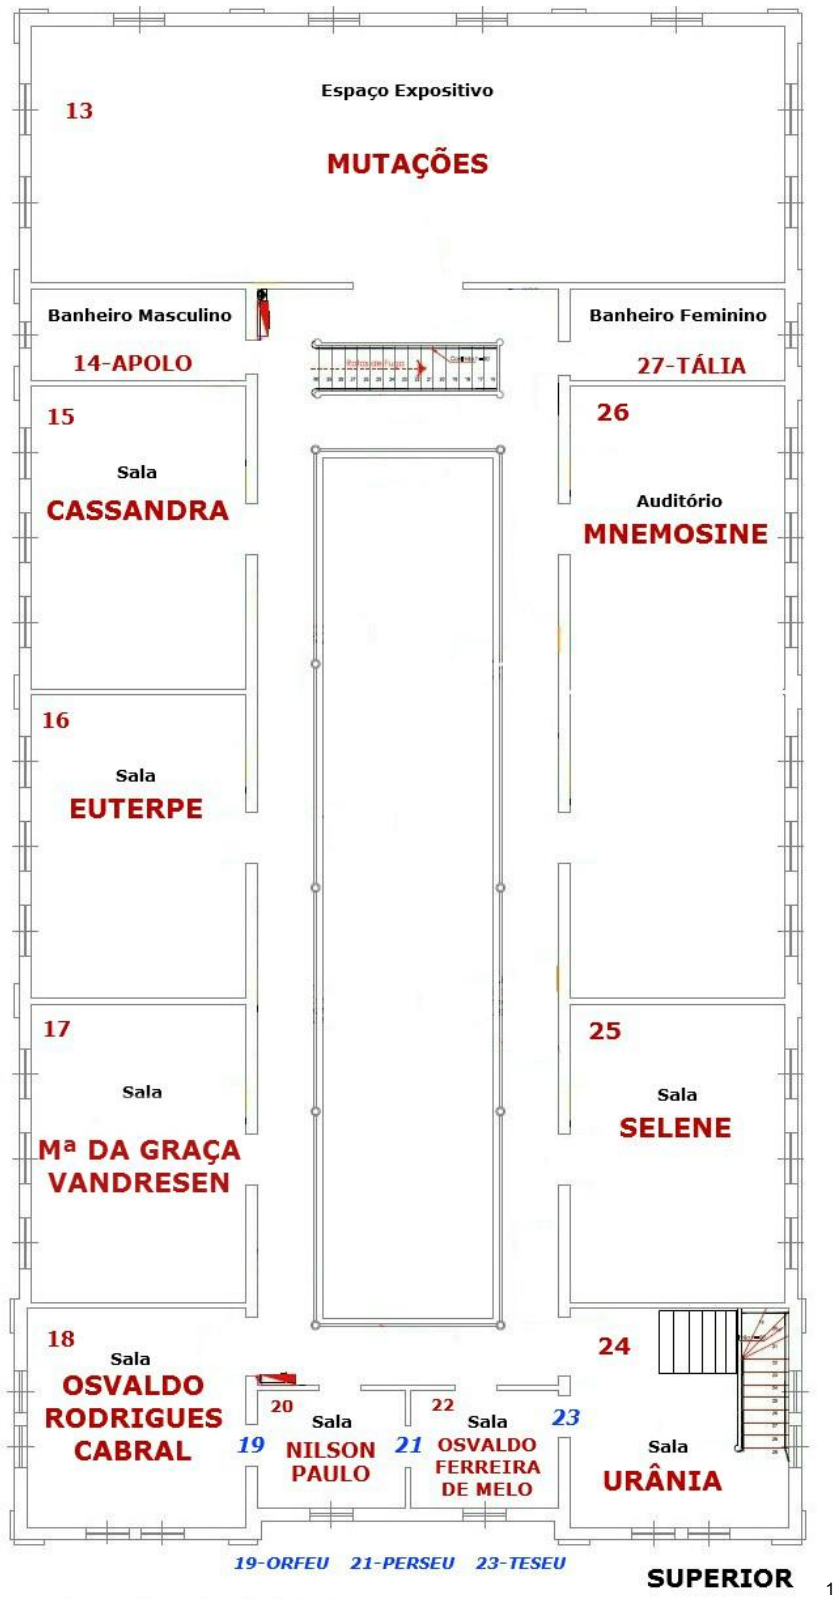 Espaço Expositivo
13
MUTAÇÕES
Banheiro Masculino
14-APOLO
Banheiro Feminino
27-TÁLIA
15
Sala
CASSANDRA
26
Auditório
MNEMOSINE
16
Sala
EUTERPE
17
Sala
Mª DA GRAÇA
VANDRESEN
25
Sala
SELENE
18
Sala
OSVALDO
RODRIGUES
CABRAL
19
20
Sala
NILSON
PAULO
21
22
Sala
OSVALDO
FERREIRA
DE MELO
23
24
Sala
URÂNIA
19-ORFEU 21-PERSEU 23-TESEU
SUPERIOR
1